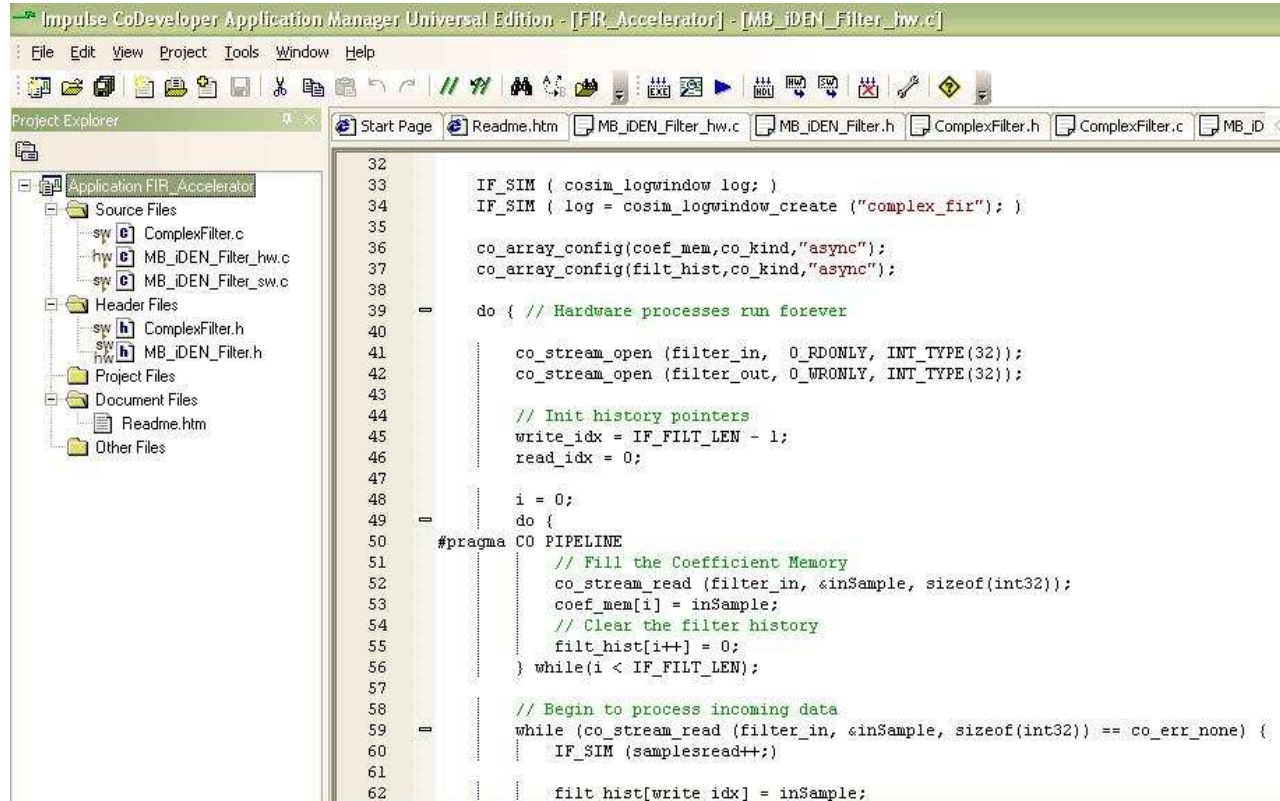 Impulse CoDeveloper Application Manager Universal Edition - [FIR_Accelerator] - [MB_iDEN_Filter_hw.c]
File Edit View Project Tools Window Help
Project Explorer
Start Page Readme.htm MB_iDEN_Filter_hw.c MB_iDEN_Filter.h ComplexFilter.h ComplexFilter.c MB_iD
Application FIR_Accelerator
Source Files
sw ComplexFilter.c
hw MB_iDEN_Filter_hw.c
sw MB_iDEN_Filter_sw.c
Header Files
sw ComplexFilter.h
sw hw MB_iDEN_Filter.h
Project Files
Document Files
Readme.htm
Other Files
32
33 IF_SIM ( cosim_logwindow log; )
34 IF_SIM ( log = cosim_logwindow_create ("complex_fir"); )
35
36 co_array_config(coef_mem,co_kind,"async");
37 co_array_config(filt_hist,co_kind,"async");
38
39 do { // Hardware processes run forever
40
41 co_stream_open (filter_in, O_RDONLY, INT_TYPE(32));
42 co_stream_open (filter_out, O_WRONLY, INT_TYPE(32));
43
44 // Init history pointers
45 write_idx = IF_FILT_LEN - 1;
46 read_idx = 0;
47
48 i = 0;
49 do {
50 #pragma CO PIPELINE
51 // Fill the Coefficient Memory
52 co_stream_read (filter_in, &inSample, sizeof(int32));
53 coef_mem[i] = inSample;
54 // Clear the filter history
55 filt_hist[i++] = 0;
56 } while(i < IF_FILT_LEN);
57
58 // Begin to process incoming data
59 while (co_stream_read (filter_in, &inSample, sizeof(int32)) == co_err_none) {
60 IF_SIM (samplesread++;)
61
62 filt_hist[write_idx] = inSample;